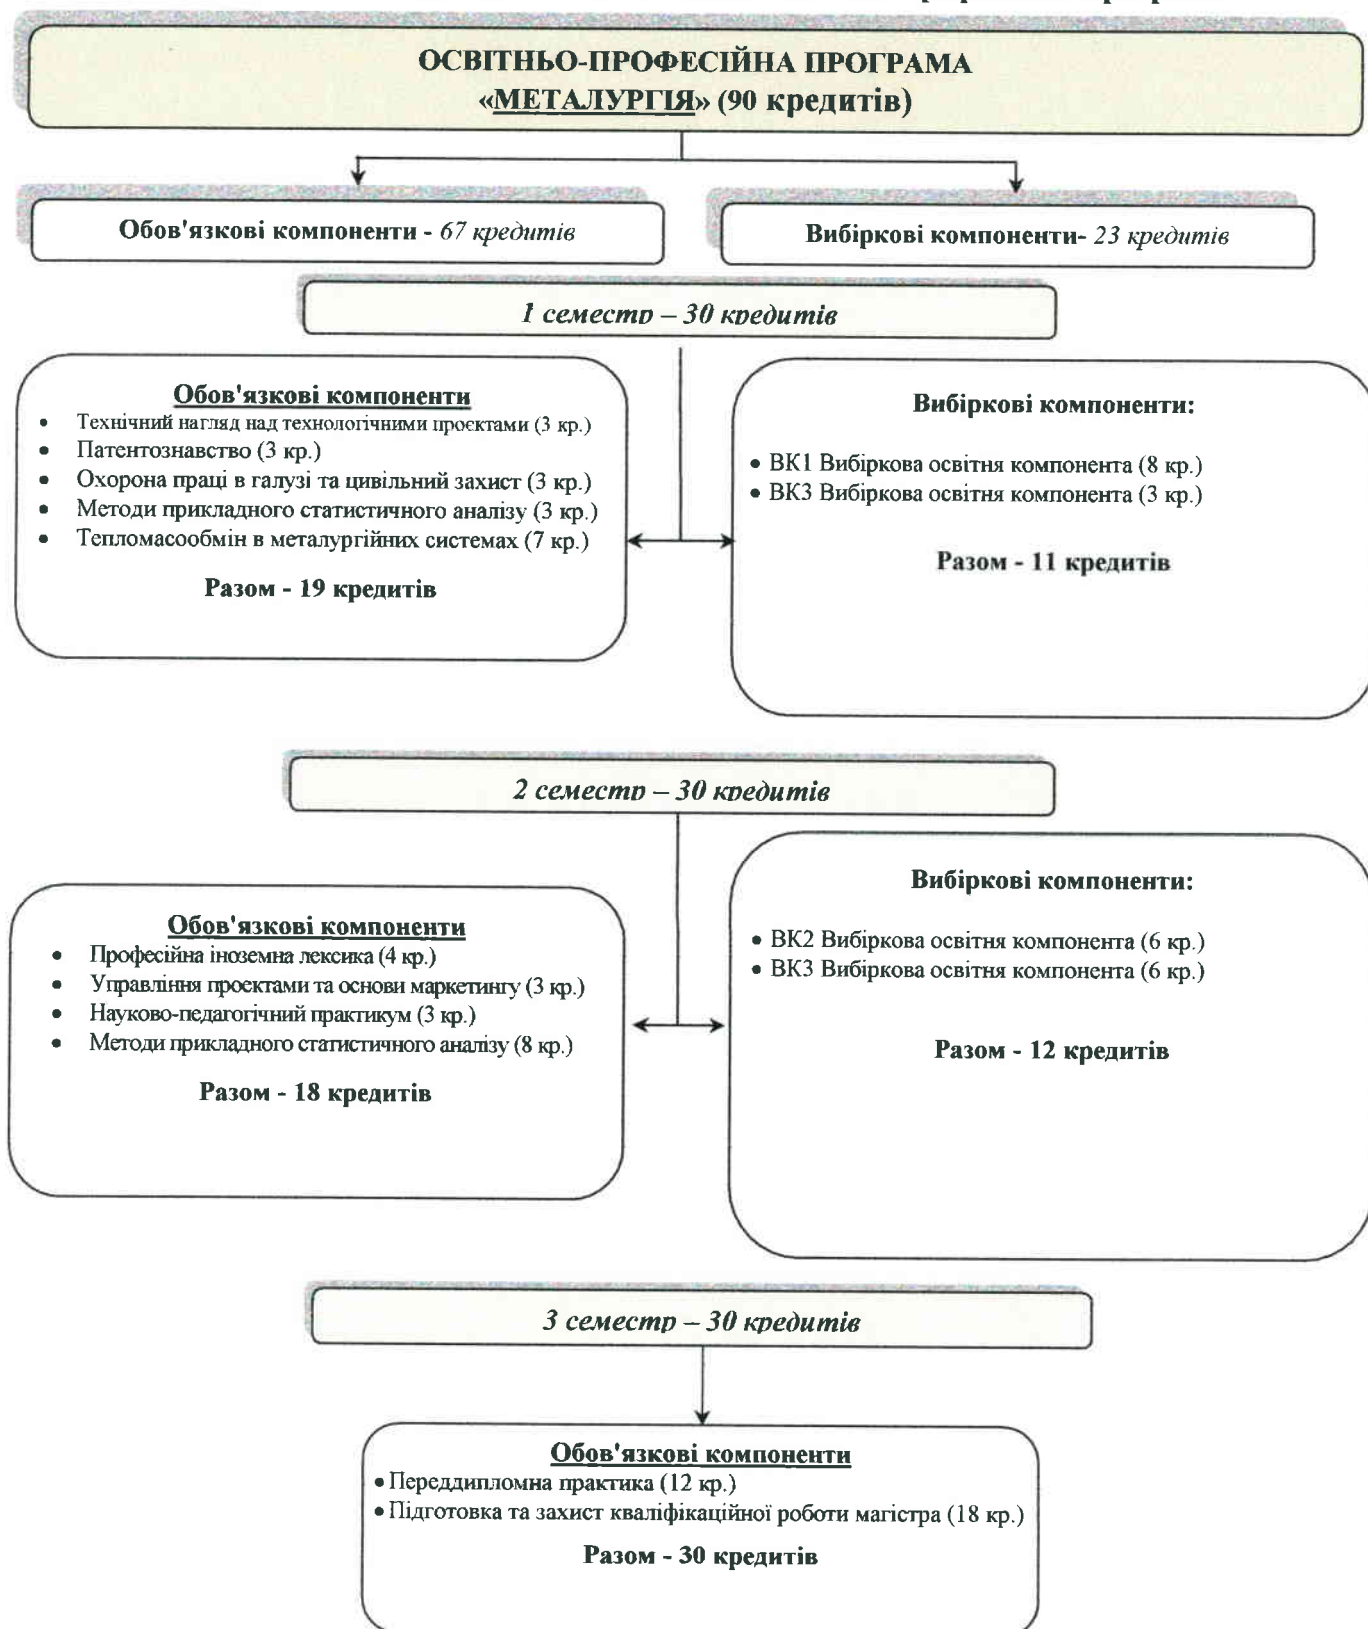 ОСВІТНЬО-ПРОФЕСІЙНА ПРОГРАМА
«МЕТАЛУРГІЯ» (90 кредитів)
Обов'язкові компоненти - 67 кредитів
Вибіркові компоненти- 23 кредитів
1 семестр – 30 кредитів
Обов'язкові компоненти
• Технічний нагляд над технологічними проєктами (3 кр.)
• Патентознавство (3 кр.)
• Охорона праці в галузі та цивільний захист (3 кр.)
• Методи прикладного статистичного аналізу (3 кр.)
• Тепломасообмін в металургійних системах (7 кр.)
Разом - 19 кредитів
Вибіркові компоненти:
• ВК1 Вибіркова освітня компонента (8 кр.)
• ВК3 Вибіркова освітня компонента (3 кр.)
Разом - 11 кредитів
2 семестр – 30 кредитів
Обов'язкові компоненти
• Професійна іноземна лексика (4 кр.)
• Управління проектами та основи маркетингу (3 кр.)
• Науково-педагогічний практикум (3 кр.)
• Методи прикладного статистичного аналізу (8 кр.)
Разом - 18 кредитів
Вибіркові компоненти:
• ВК2 Вибіркова освітня компонента (6 кр.)
• ВК3 Вибіркова освітня компонента (6 кр.)
Разом - 12 кредитів
3 семестр – 30 кредитів
Обов'язкові компоненти
• Переддипломна практика (12 кр.)
• Підготовка та захист кваліфікаційної роботи магістра (18 кр.)
Разом - 30 кредитів